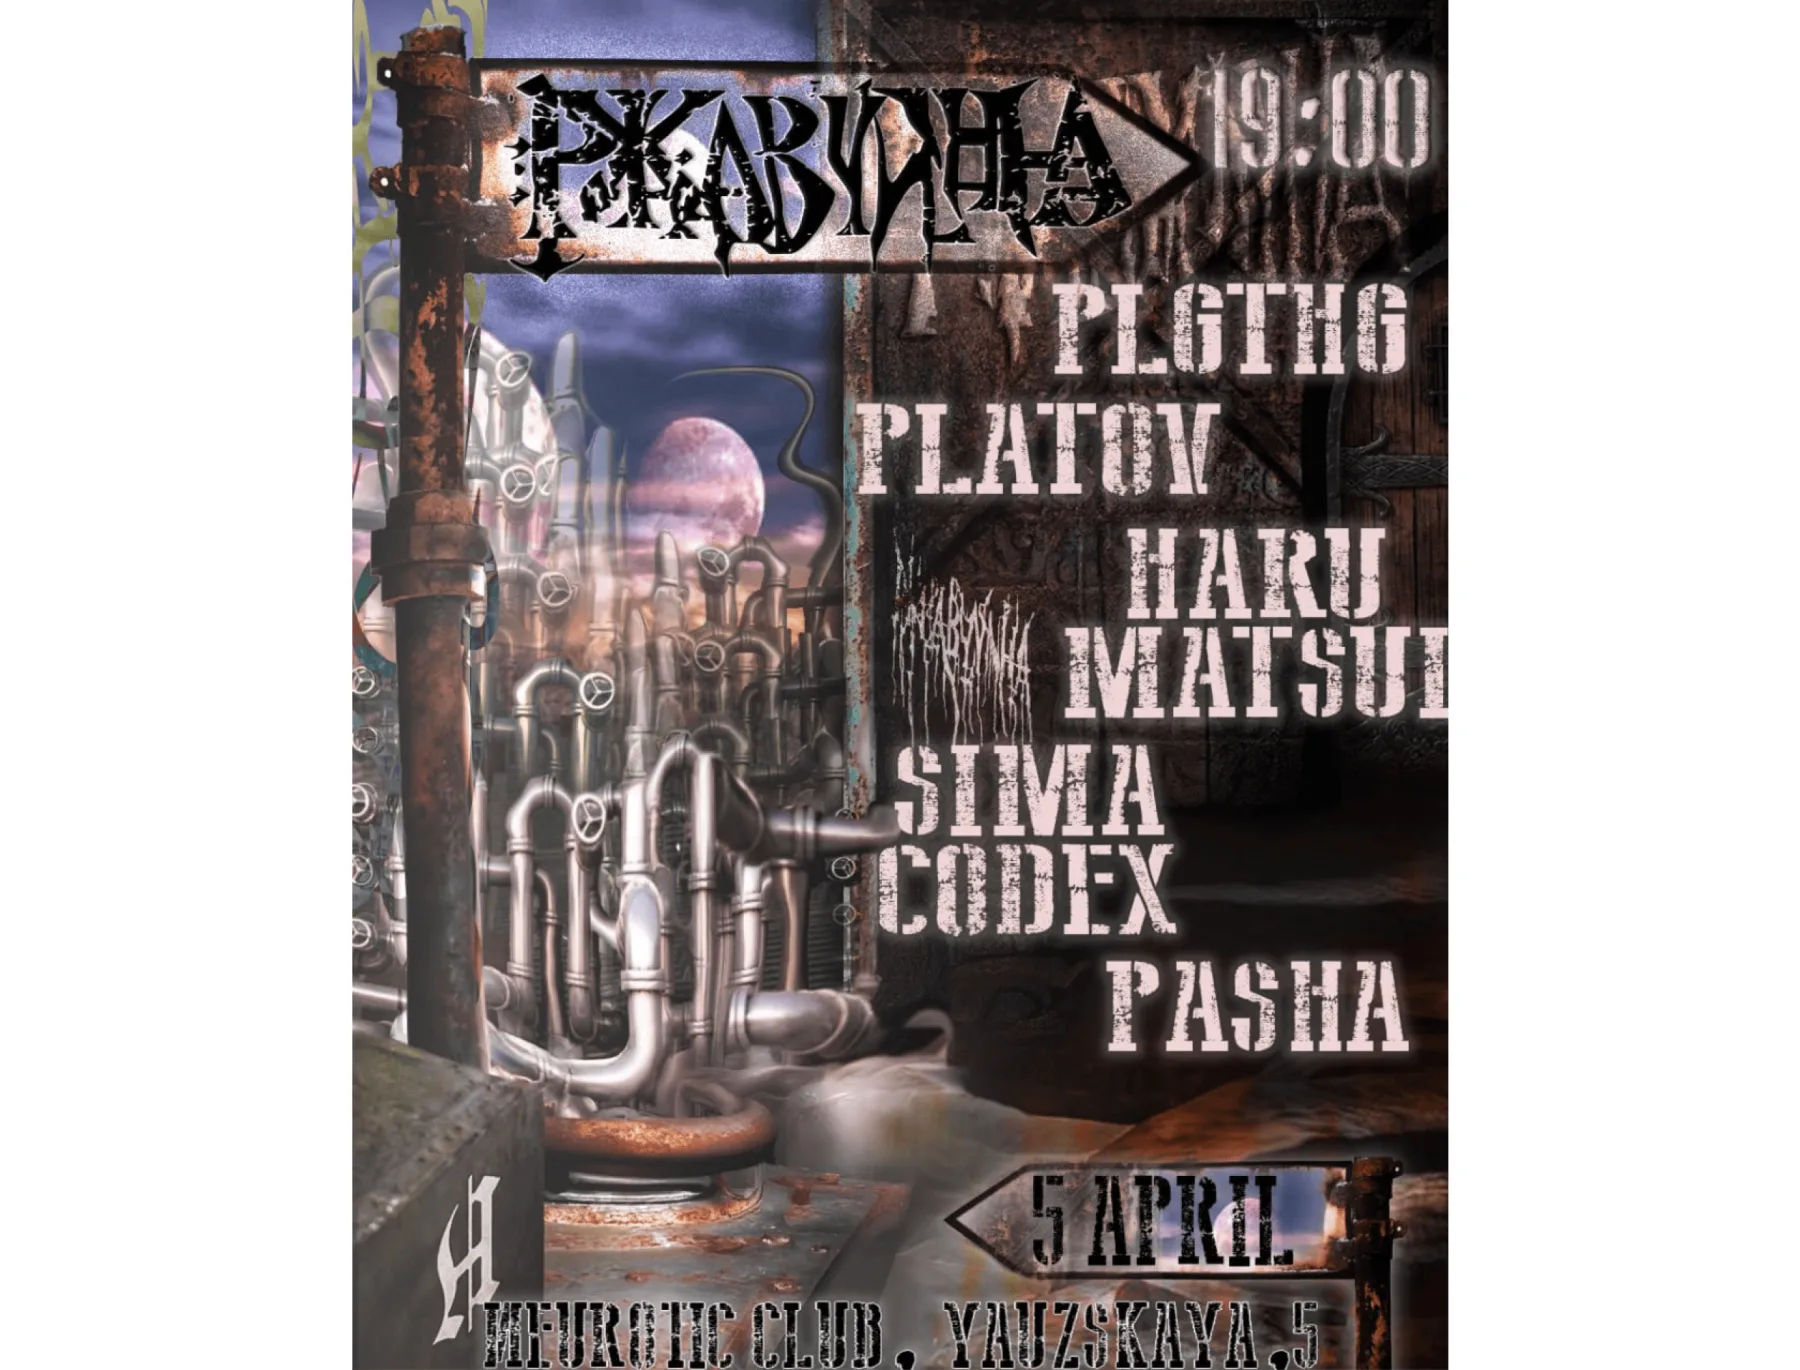 РЖАВЧИНА
19:00
PLGTHG
PLATOV
HARU
MATSUI
SIMA
CODEX
PASHA
5 APRIL
NEUROTIC CLUB, YAUZSKAYA,5